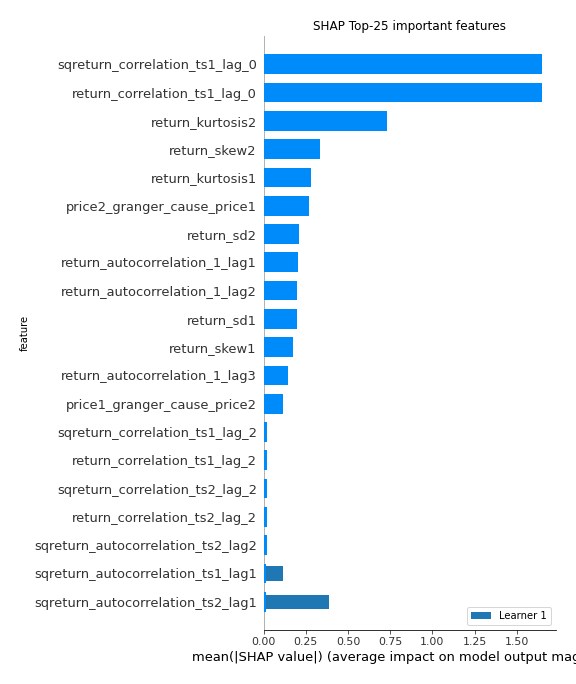 SHAP Top-25 important features
sqreturn_correlation_ts1_lag_0
return_correlation_ts1_lag_0
return_kurtosis2
return_skew2
return_kurtosis1
price2_granger_cause_price1
return_sd2
return_autocorrelation_1_lag1
return_autocorrelation_1_lag2
return_sd1
return_skew1
return_autocorrelation_1_lag3
price1_granger_cause_price2
sqreturn_correlation_ts1_lag_2
return_correlation_ts1_lag_2
sqreturn_correlation_ts2_lag_2
return_correlation_ts2_lag_2
sqreturn_autocorrelation_ts2_lag2
sqreturn_autocorrelation_ts1_lag1
sqreturn_autocorrelation_ts2_lag1
feature
Learner 1
0.00 0.25 0.50 0.75 1.00 1.25 1.50
mean(|SHAP value|) (average impact on model output mag